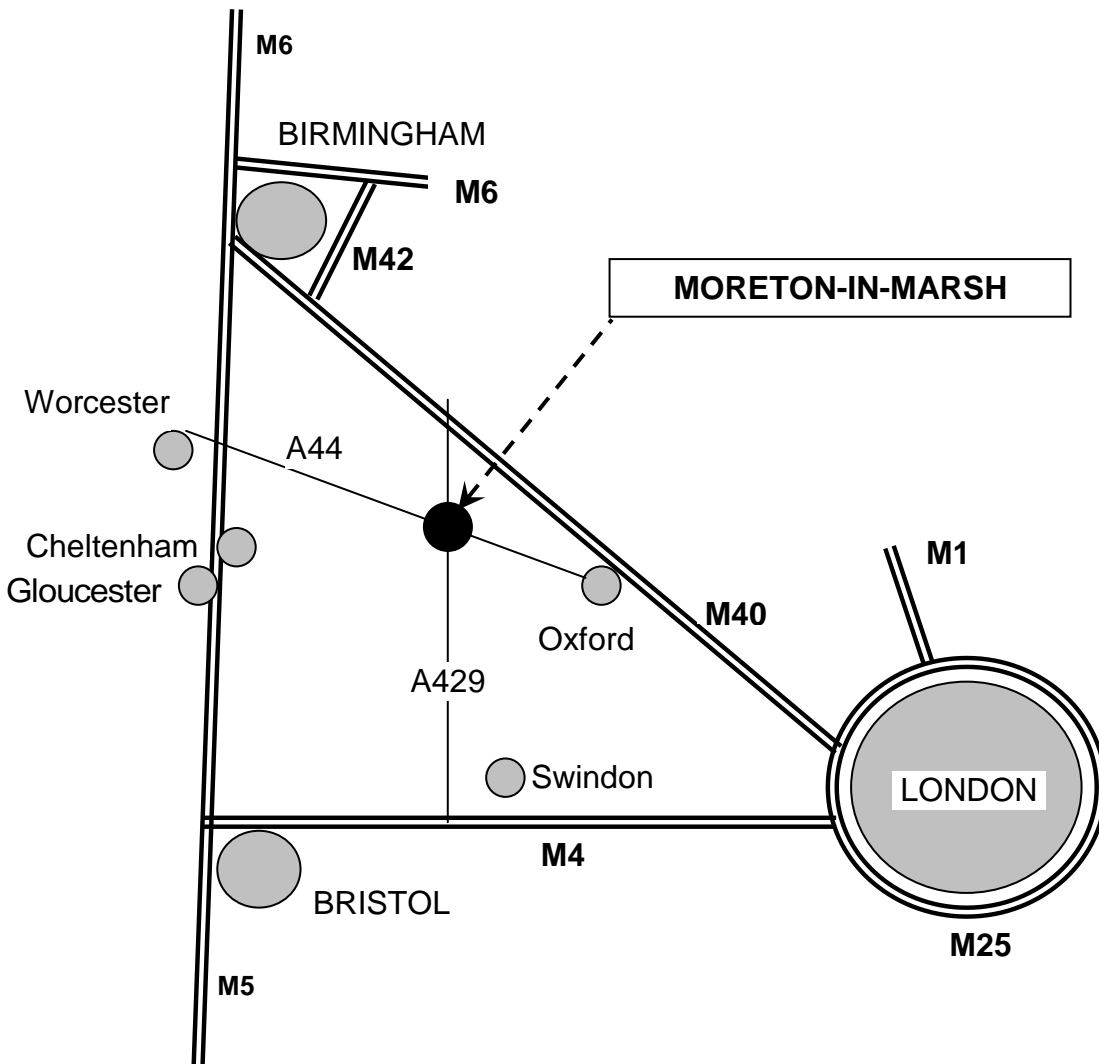 M6
BIRMINGHAM
M6
M42
MORETON-IN-MARSH
Worcester
A44
Cheltenham
Gloucester
M1
M40
Oxford
A429
Swindon
LONDON
M4
BRISTOL
M25
M5